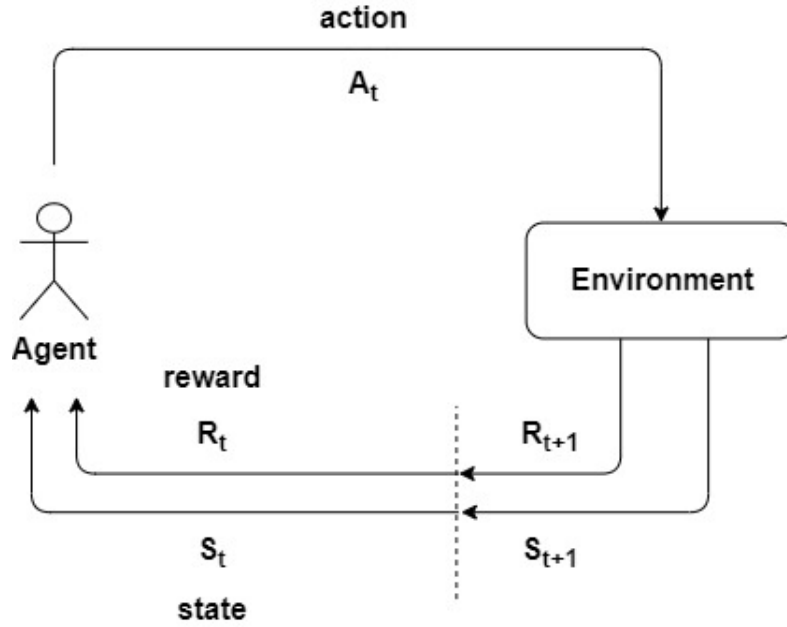 action
Aₜ
Environment
Agent
reward
Rₜ
Rₜ₊₁
Sₜ
Sₜ₊₁
state